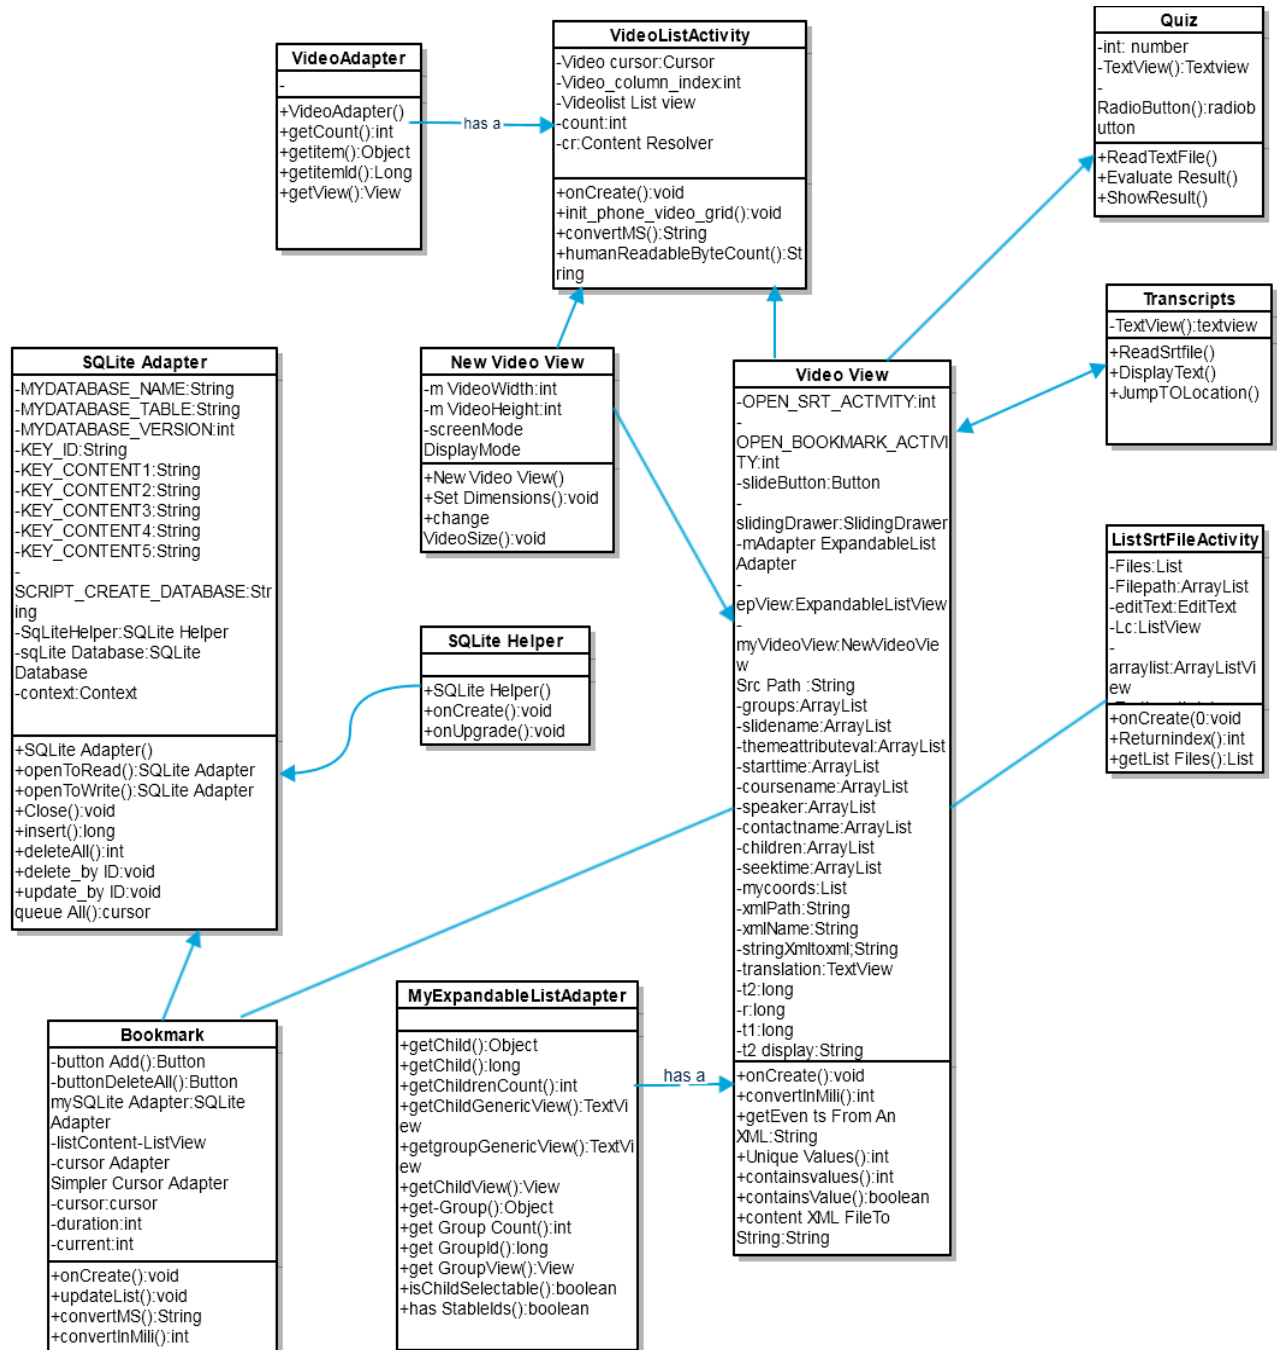 VideoAdapter
-
+VideoAdapter()
+getCount():int
+getitem():Object
+getitemId():Long
+getView():View
has a
VideoListActivity
-Video cursor:Cursor
-Video_column_index:int
-Videolist List view
-count:int
-cr:Content Resolver
+onCreate():void
+init_phone_video_grid():void
+convertMS():String
+humanReadableByteCount():St
ring
Quiz
-int: number
-TextView():Textview
-
RadioButton():radiob
utton
+ReadTextFile()
+Evaluate Result()
+ShowResult()
Transcripts
-TextView():textview
+ReadSrtfile()
+DisplayText()
+JumpTOLocation()
SQLite Adapter
-MYDATABASE_NAME:String
-MYDATABASE_TABLE:String
-MYDATABASE_VERSION:int
-KEY_ID:String
-KEY_CONTENT1:String
-KEY_CONTENT2:String
-KEY_CONTENT3:String
-KEY_CONTENT4:String
-KEY_CONTENT5:String
-
SCRIPT_CREATE_DATABASE:Str
ing
-SqLiteHelper:SQLite Helper
-sqLite Database:SQLite
Database
-context:Context
+SQLite Adapter()
+openToRead():SQLite Adapter
+openToWrite():SQLite Adapter
+Close():void
+insert():long
+deleteAll():int
+delete_by ID:void
+update_by ID:void
queue All():cursor
New Video View
-m VideoWidth:int
-m VideoHeight:int
-screenMode
DisplayMode
+New Video View()
+Set Dimensions():void
+change
VideoSize():void
SQLite Helper
+SQLite Helper()
+onCreate():void
+onUpgrade():void
Video View
-OPEN_SRT_ACTIVITY:int
-
OPEN_BOOKMARK_ACTIVI
TY:int
-slideButton:Button
-
slidingDrawer:SlidingDrawer
-mAdapter ExpandableList
Adapter
-
epView:ExpandableListView
-
myVideoView:NewVideoVie
w
Src Path :String
-groups:ArrayList
-slidename:ArrayList
-themeattributeval:ArrayList
-starttime:ArrayList
-coursename:ArrayList
-speaker:ArrayList
-contactname:ArrayList
-children:ArrayList
-seektime:ArrayList
-mycoords:List
-xmlPath:String
-xmlName:String
-stringXmltoxml;String
-translation:TextView
-t2:long
-r:long
-t1:long
-t2 display:String
+onCreate():void
+convertInMili():int
+getEven ts From An
XML:String
+Unique Values():int
+containsvalues():int
+containsValue():boolean
+content XML FileTo
String:String
ListSrtFileActivity
-Files:List
-Filepath:ArrayList
-editText:EditText
-Lc:ListView
-
arraylist:ArrayListVi
ew
+onCreate(0:void
+Returnindex():int
+getList Files():List
Bookmark
-button Add():Button
-buttonDeleteAll():Button
mySQLite Adapter:SQLite
Adapter
-listContent-ListView
-cursor Adapter
Simpler Cursor Adapter
-cursor:cursor
-duration:int
-current:int
+onCreate():void
+updateList():void
+convertMS():String
+convertInMili():int
MyExpandableListAdapter
+getChild():Object
+getChild():long
+getChildrenCount():int
+getChildGenericView():TextVi
ew
+getgroupGenericView():TextVi
ew
+getChildView():View
+get-Group():Object
+get Group Count():int
+get GroupId():long
+get GroupView():View
+isChildSelectable():boolean
+has StableIds():boolean
has a